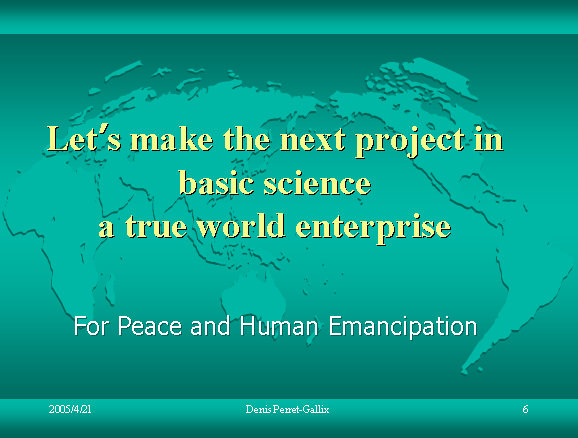 Let's make the next project in
basic science
a true world enterprise
For Peace and Human Emancipation
2005/4/21
Denis Perret-Gallix
6